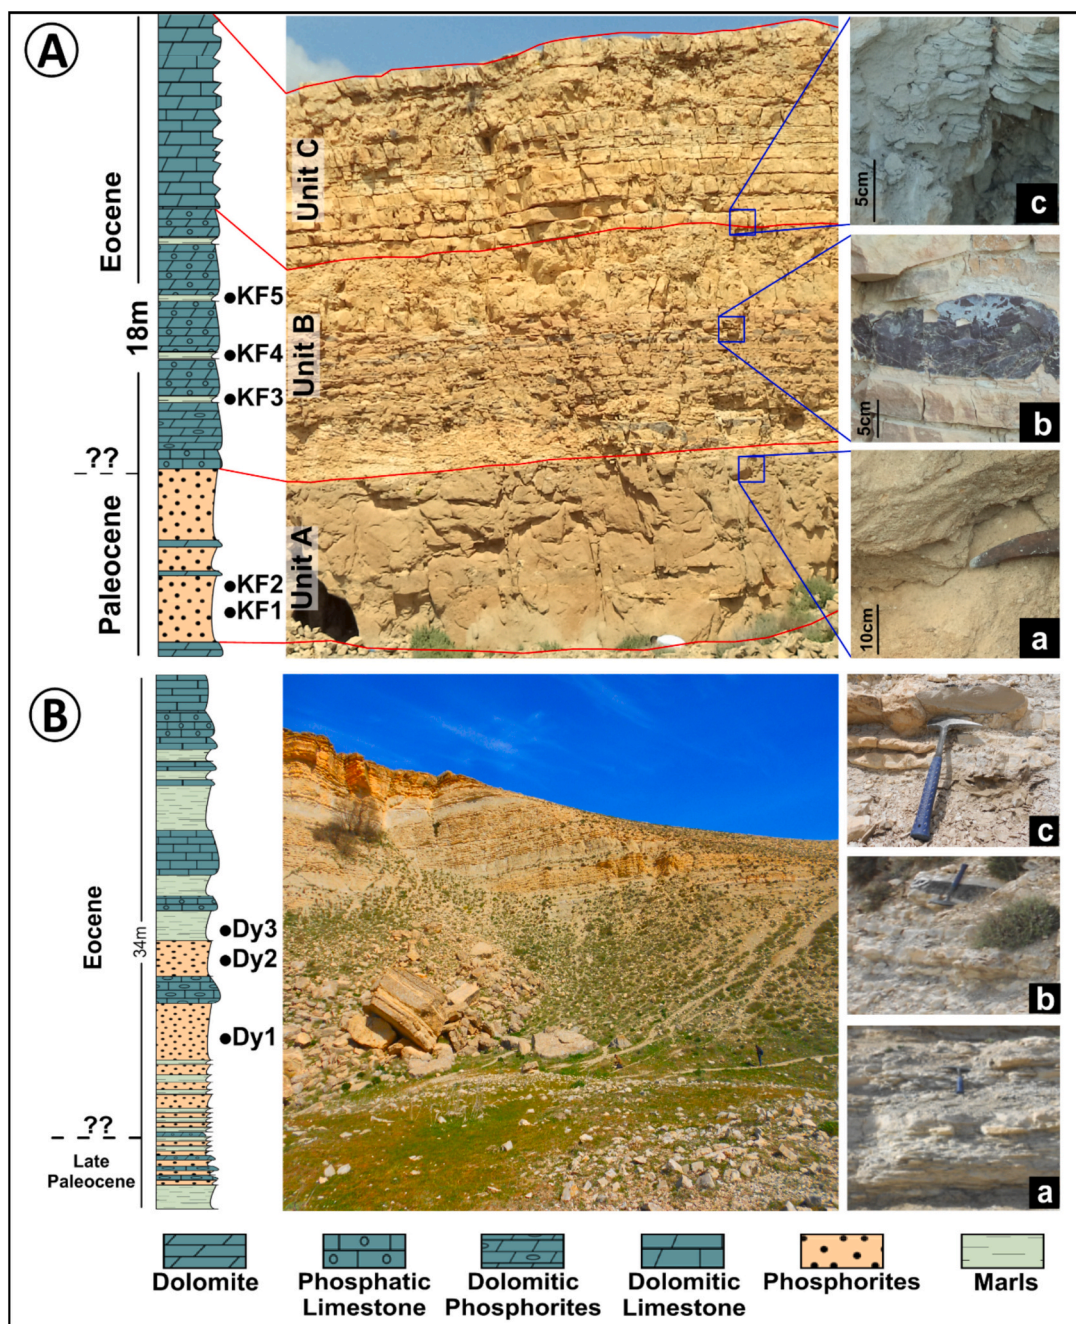 A
Eocene
18m
??
Paleocene
KF5
KF4
KF3
KF2
KF1
Unit C
Unit B
Unit A
5cm
c
5cm
b
10cm
a
B
Eocene
34m
??
Late
Paleocene
Dy3
Dy2
Dy1
c
b
a
Dolomite
Phosphatic
Limestone
Dolomitic
Phosphorites
Dolomitic
Limestone
Phosphorites
Marls